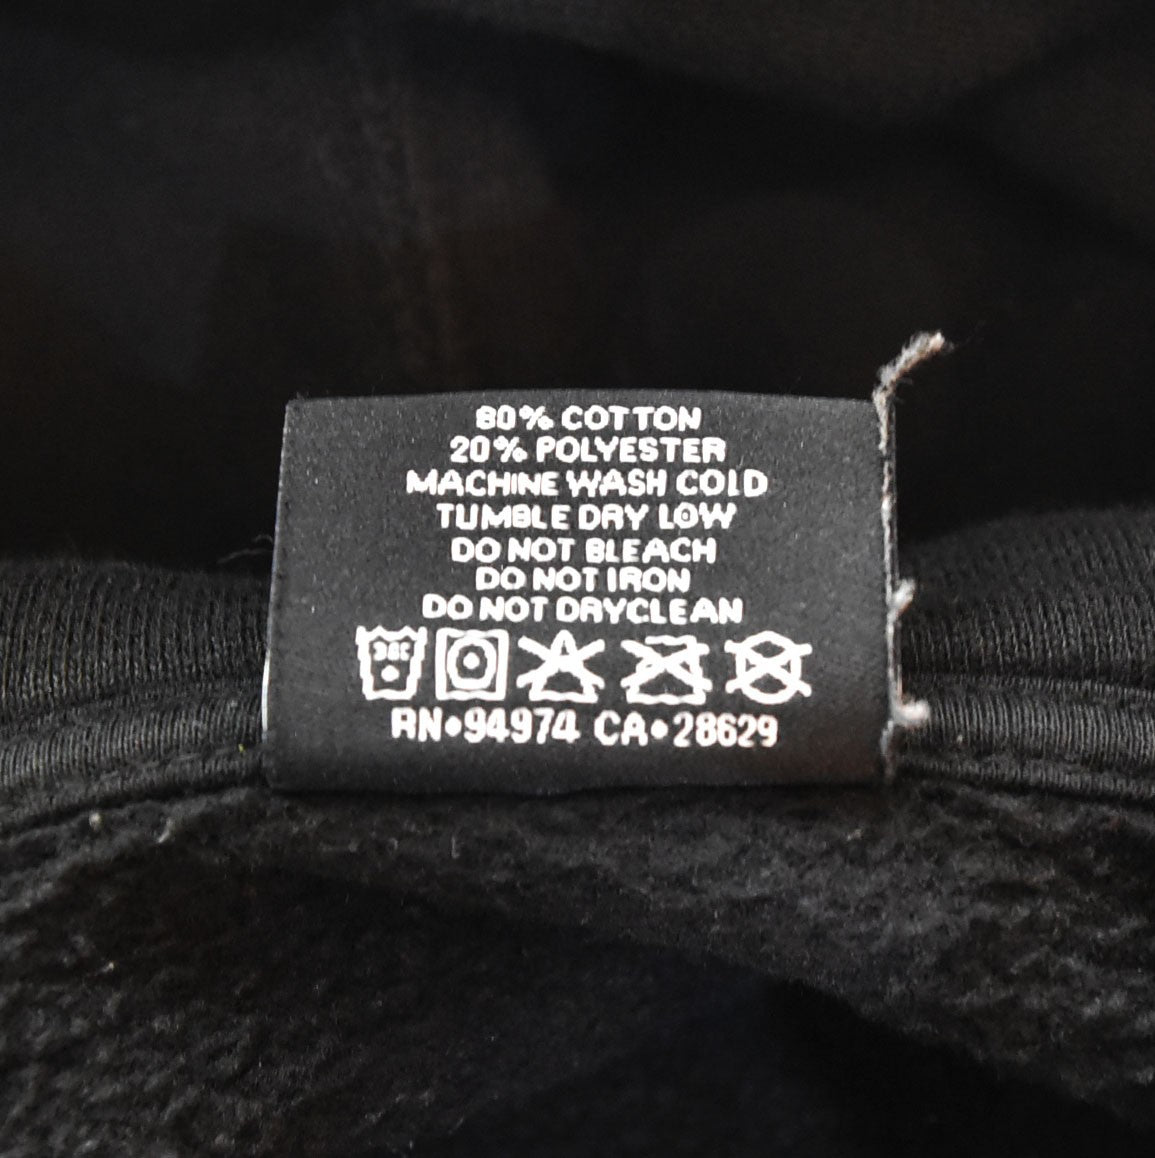 80% COTTON
20% POLYESTER
MACHINE WASH COLD
TUMBLE DRY LOW
DO NOT BLEACH
DO NOT IRON
DO NOT DRYCLEAN
RN•94974 CA•28629